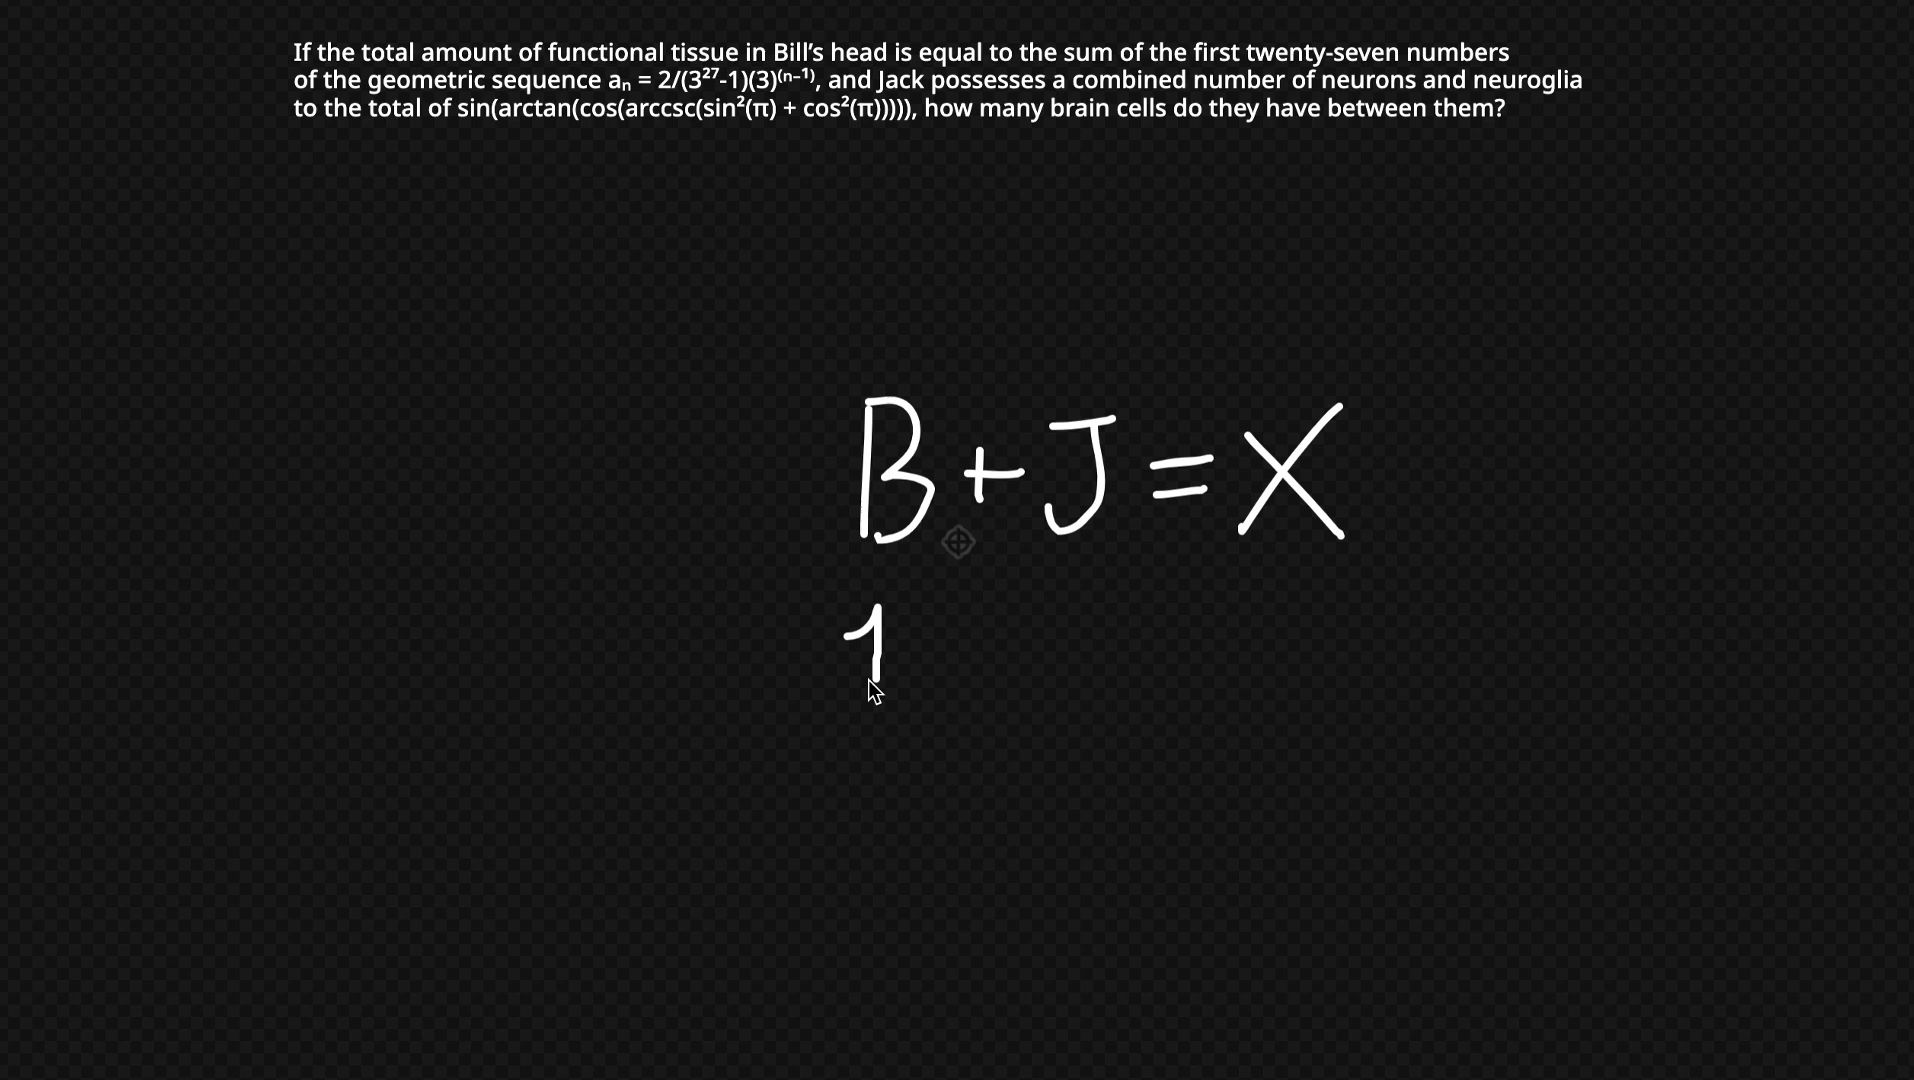 If the total amount of functional tissue in Bill's head is equal to the sum of the first twenty-seven numbers
of the geometric sequence aₙ = 2/(3²⁷-1)(3)⁽ⁿ⁻¹⁾, and Jack possesses a combined number of neurons and neuroglia
to the total of sin(arctan(cos(arccsc(sin²(π) + cos²(π))))), how many brain cells do they have between them?
B + J = X
1